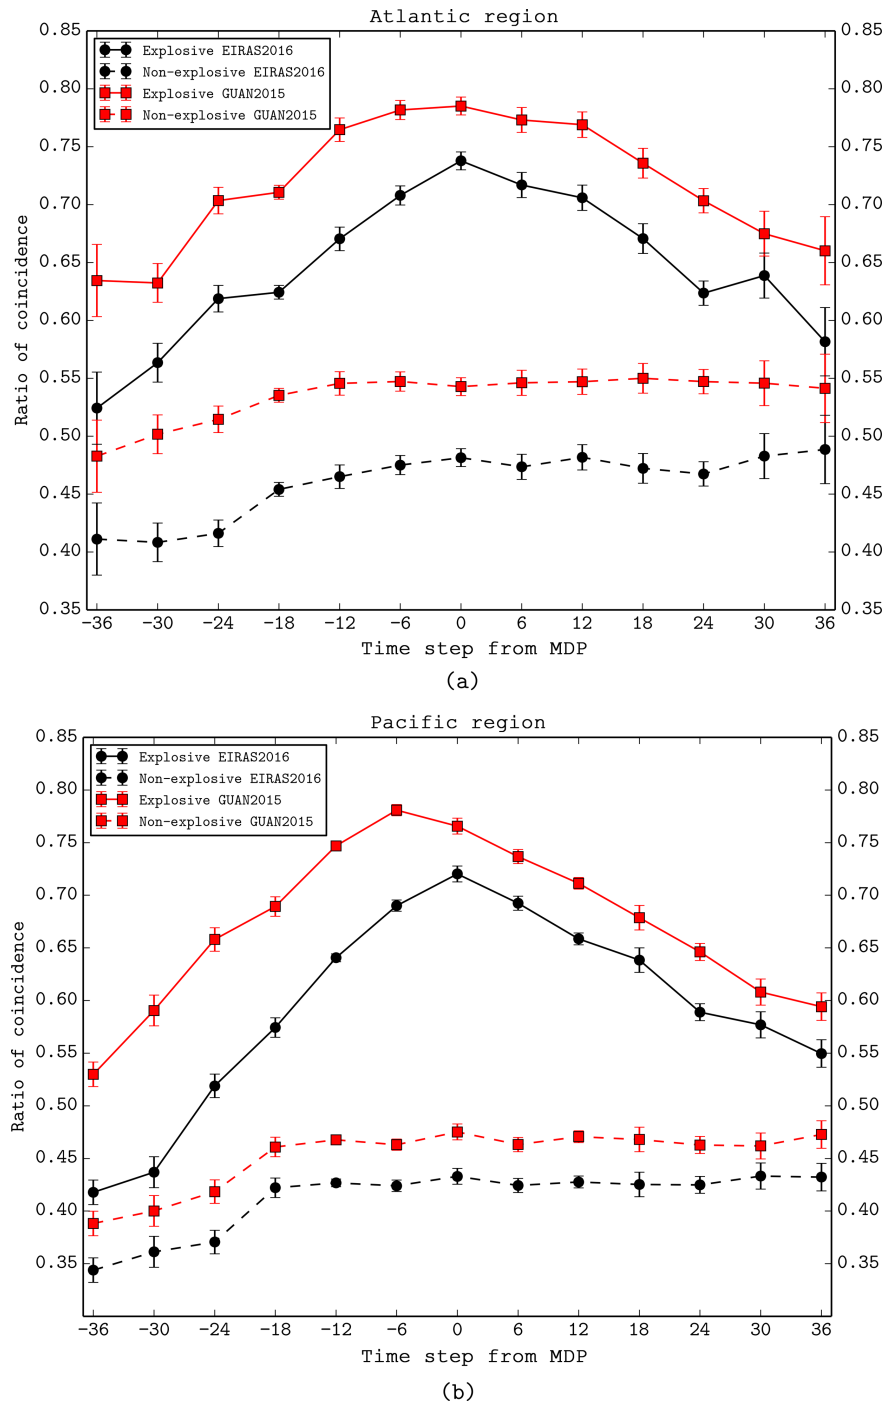 Atlantic region
0.85 0.85
Explosive EIRAS2016
Non-explosive EIRAS2016
Explosive GUAN2015
Non-explosive GUAN2015
0.80 0.80
0.75 0.75
0.70 0.70
0.65 0.65
0.60 0.60
0.55 0.55
0.50 0.50
0.45 0.45
0.40 0.40
0.35 0.35
Ratio of coincidence
−36 −30 −24 −18 −12 −6 0 6 12 18 24 30 36
Time step from MDP
(a)
Pacific region
0.85 0.85
Explosive EIRAS2016
Non-explosive EIRAS2016
Explosive GUAN2015
Non-explosive GUAN2015
0.80 0.80
0.75 0.75
0.70 0.70
0.65 0.65
0.60 0.60
0.55 0.55
0.50 0.50
0.45 0.45
0.40 0.40
0.35 0.35
Ratio of coincidence
−36 −30 −24 −18 −12 −6 0 6 12 18 24 30 36
Time step from MDP
(b)